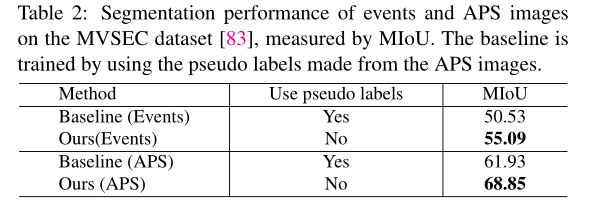 Table 2: Segmentation performance of events and APS images
on the MVSEC dataset [83], measured by MIoU. The baseline is
trained by using the pseudo labels made from the APS images.
Method Use pseudo labels MIoU
Baseline (Events) Yes 50.53
Ours(Events) No 55.09
Baseline (APS) Yes 61.93
Ours (APS) No 68.85